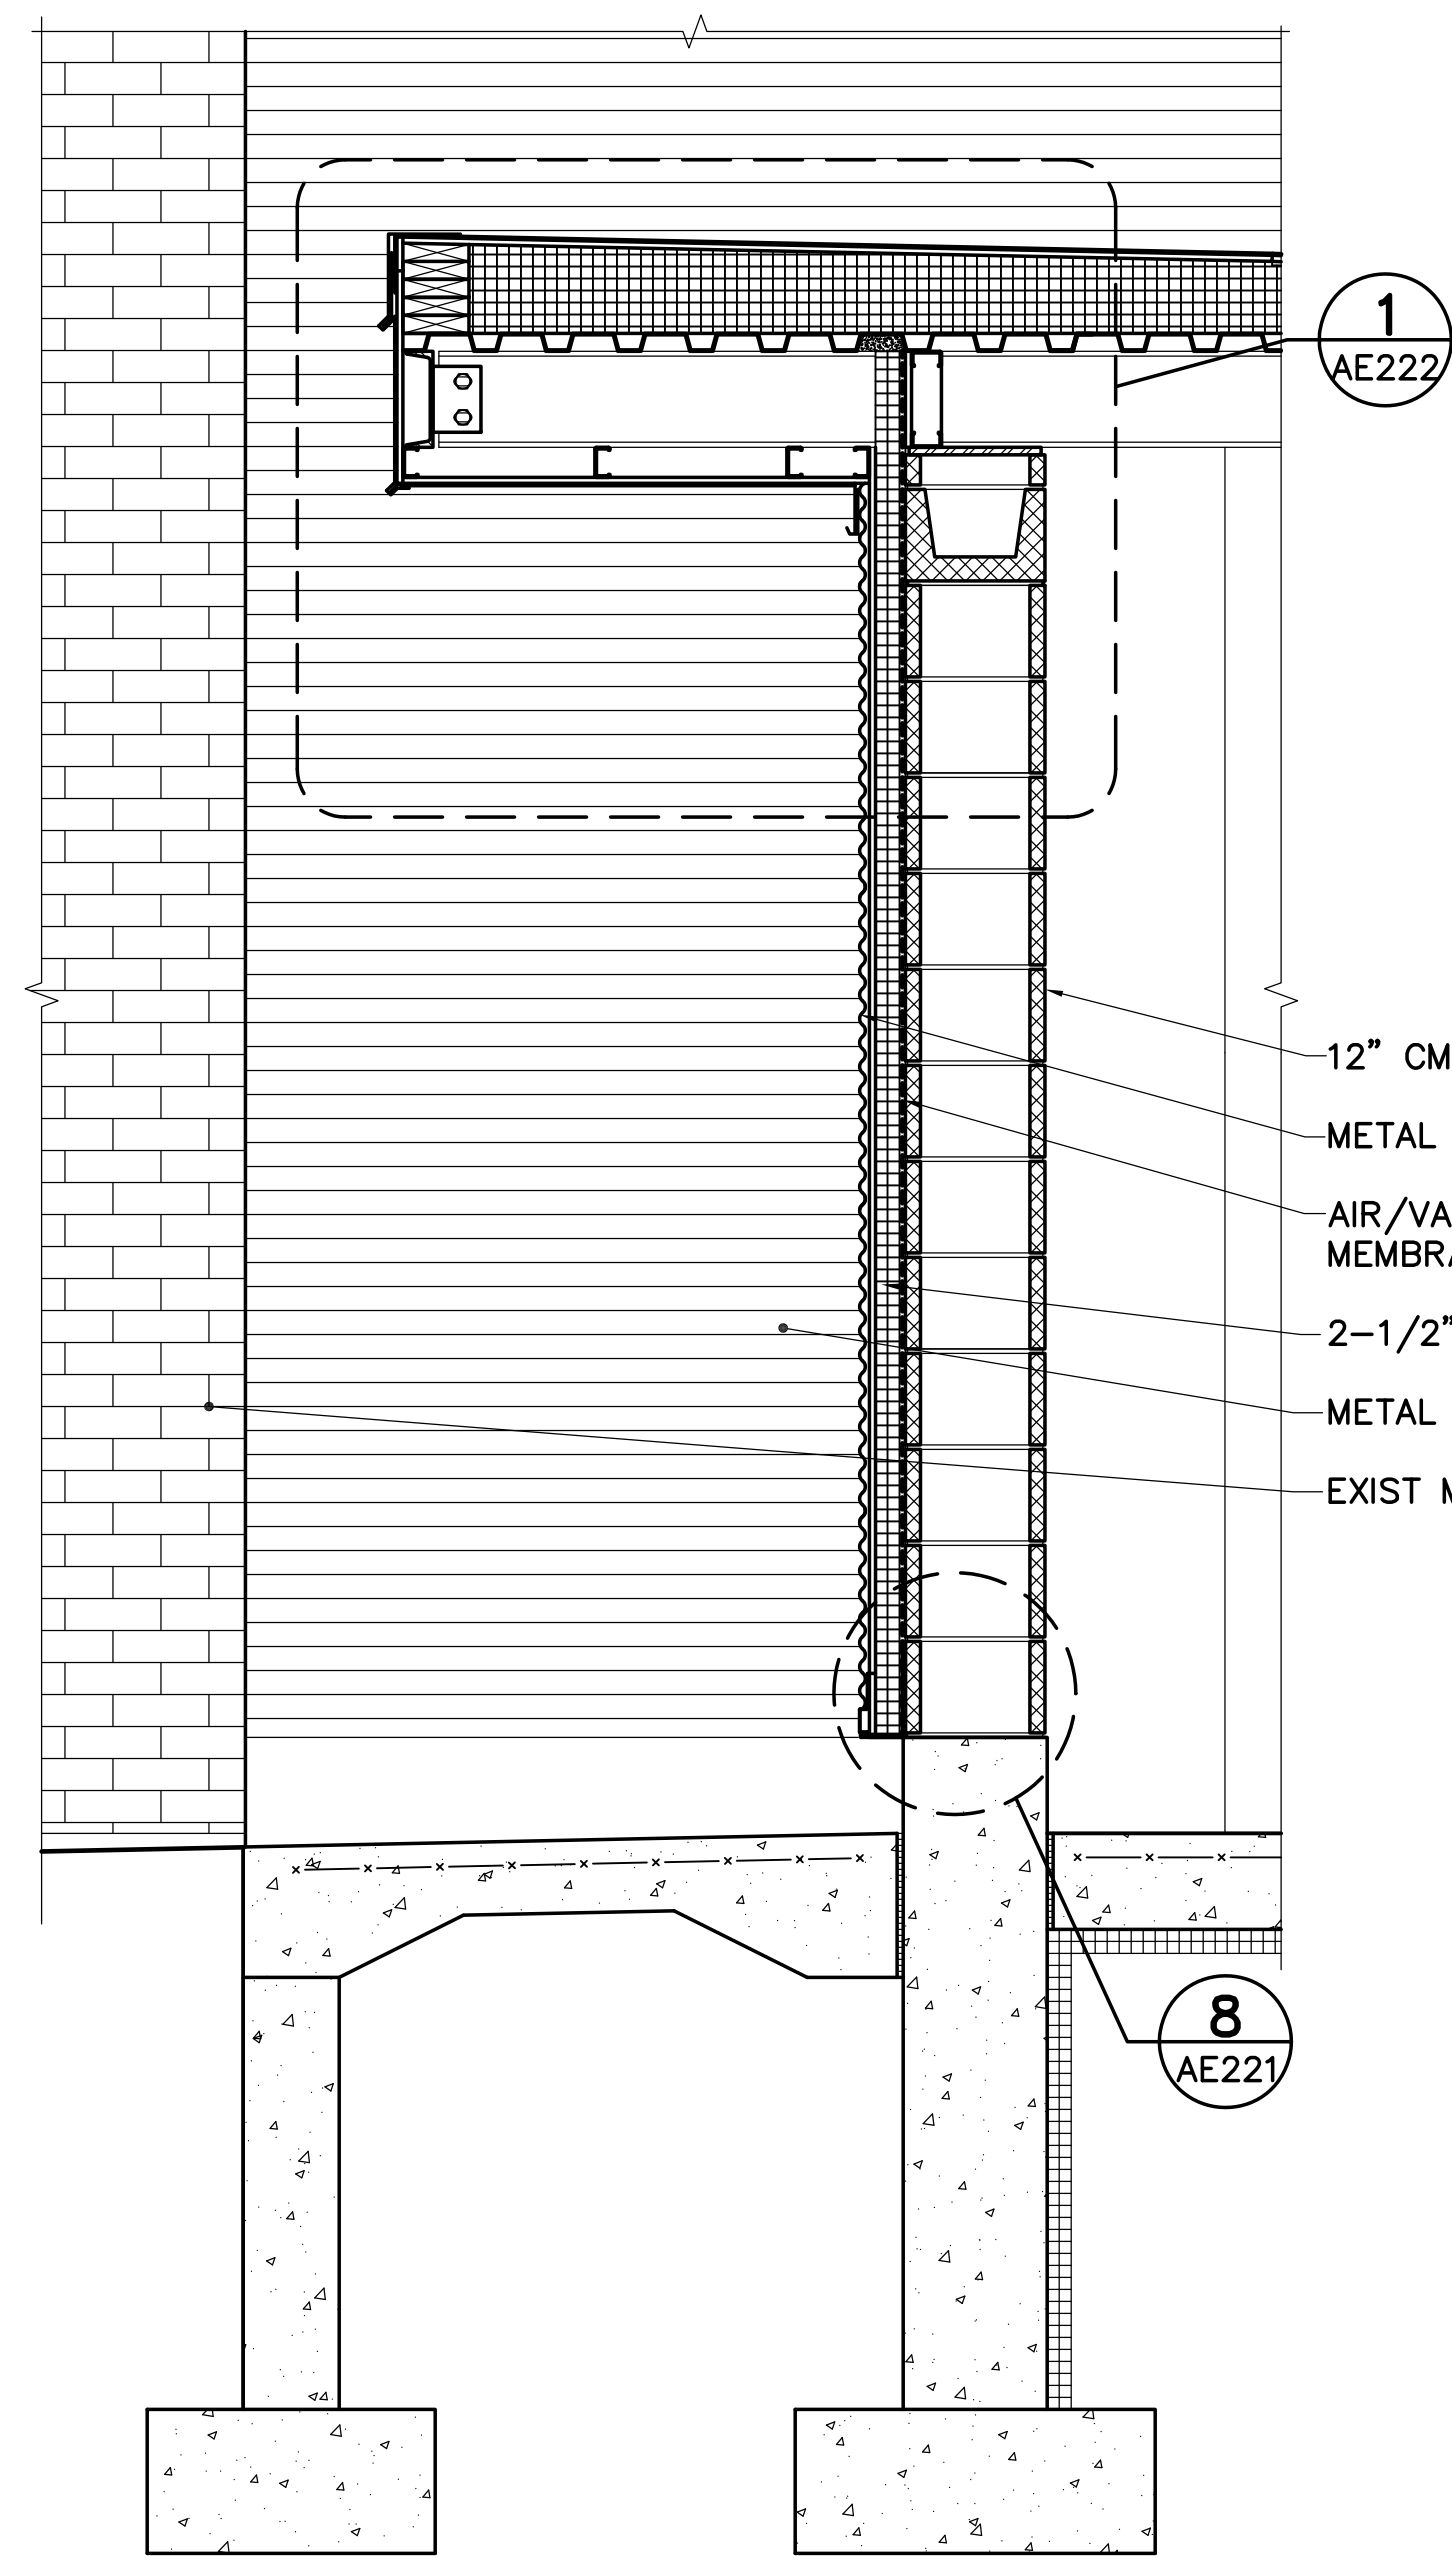 1
AE222
12" CM
METAL
AIR/VA
MEMBRA
2-1/2"
METAL
EXIST M
8
AE221